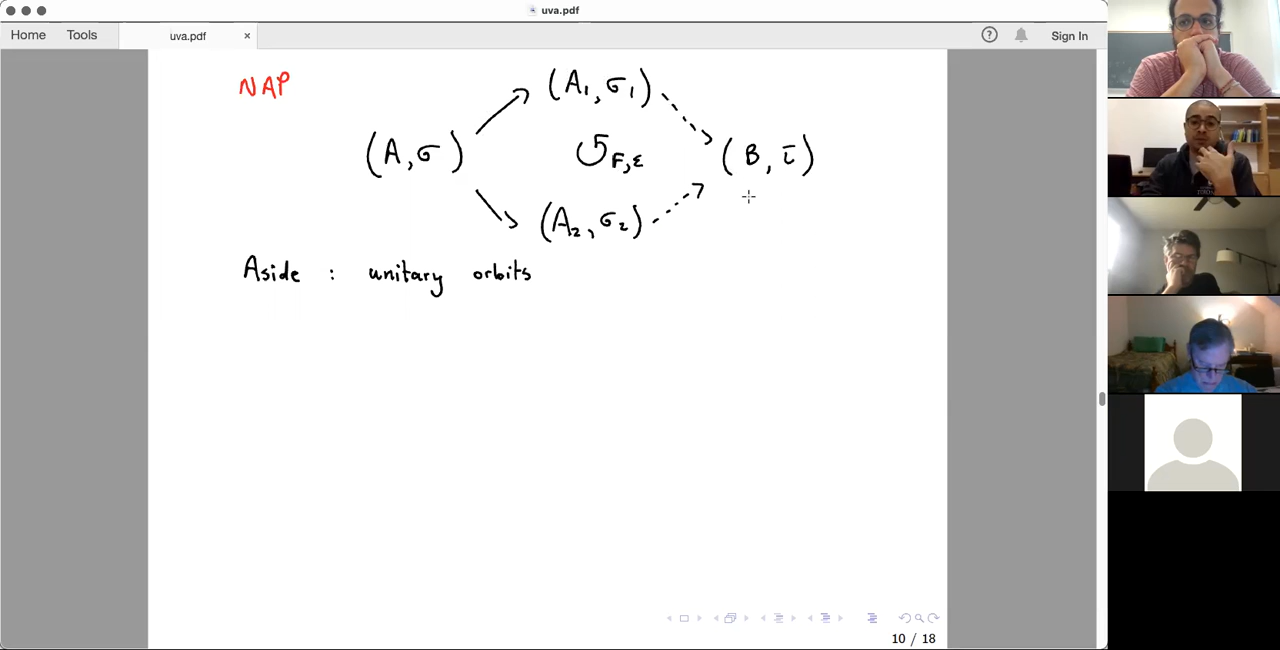 uva.pdf
Home Tools uva.pdf × Sign In
NAP
(A₁, σ₁)
(A, σ) ↺F,ε (B, τ)
(A₂, σ₂)
Aside : unitary orbits
10 / 18